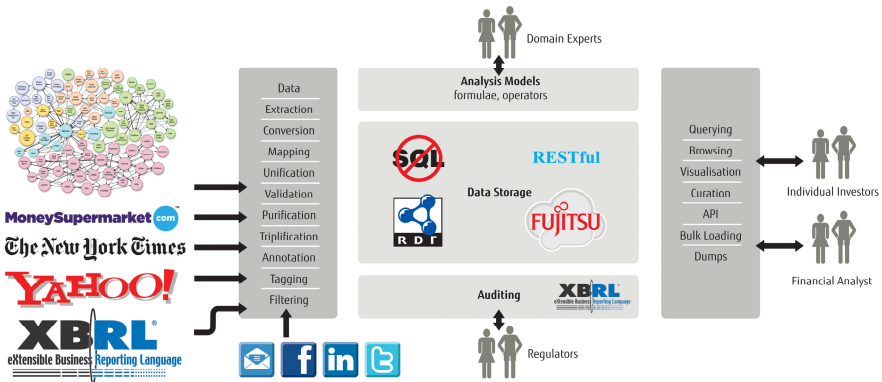 Domain Experts
Analysis Models
formulae, operators
Data
Extraction
Conversion
Mapping
Unification
Validation
Purification
Triplification
Annotation
Tagging
Filtering
SQL
RESTful
Data Storage
RDF
FUJITSU
Auditing
XBRL
eXtensible Business Reporting Language
Regulators
Querying
Browsing
Visualisation
Curation
API
Bulk Loading
Dumps
Individual Investors
Financial Analyst
MoneySupermarket com
The New York Times
YAHOO!
XBRL®
eXtensible Business Reporting Language
f
in
t